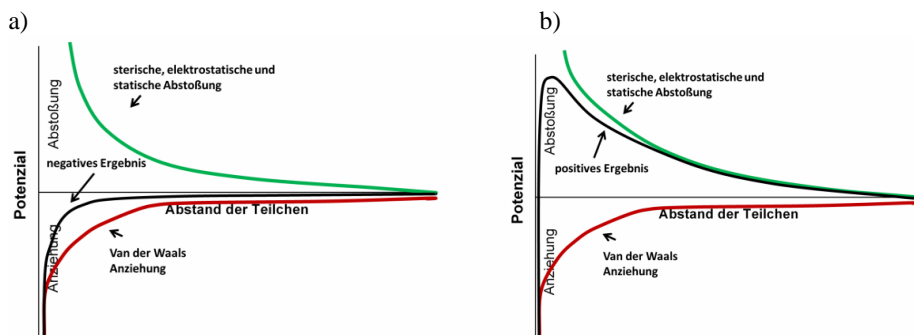 a)
sterische, elektrostatische und
statische Abstoßung
Abstoßung
negatives Ergebnis
Potenzial
Abstand der Teilchen
Anziehung
Van der Waals
Anziehung
b)
sterische, elektrostatische und
statische Abstoßung
Abstoßung
positives Ergebnis
Potenzial
Abstand der Teilchen
Anziehung
Van der Waals
Anziehung